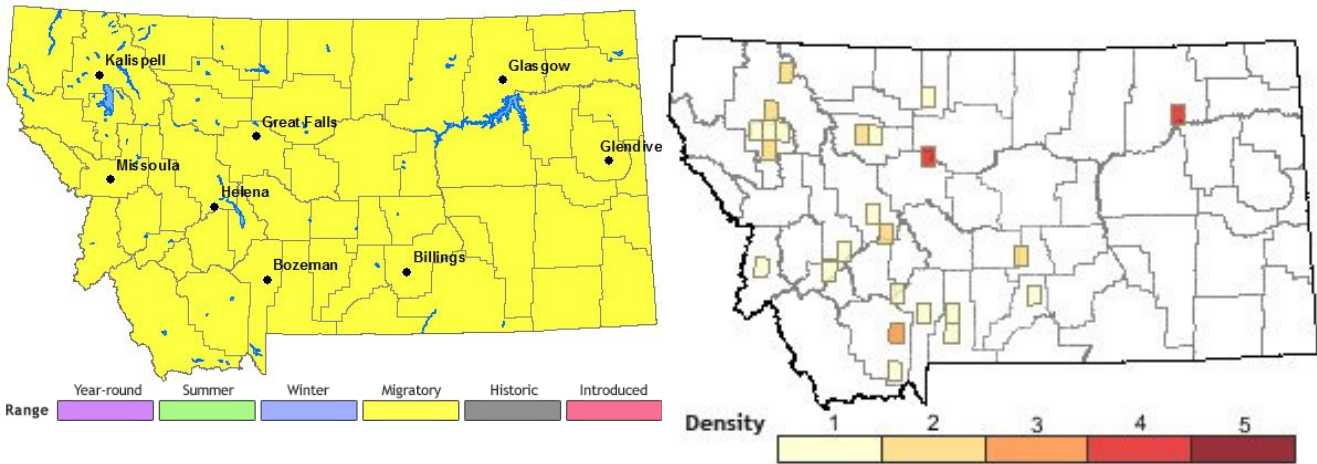 Kalispell
Glasgow
Great Falls
Glendive
Missoula
Helena
Bozeman
Billings
Year-round Summer Winter Migratory Historic Introduced
Range
Density 1 2 3 4 5